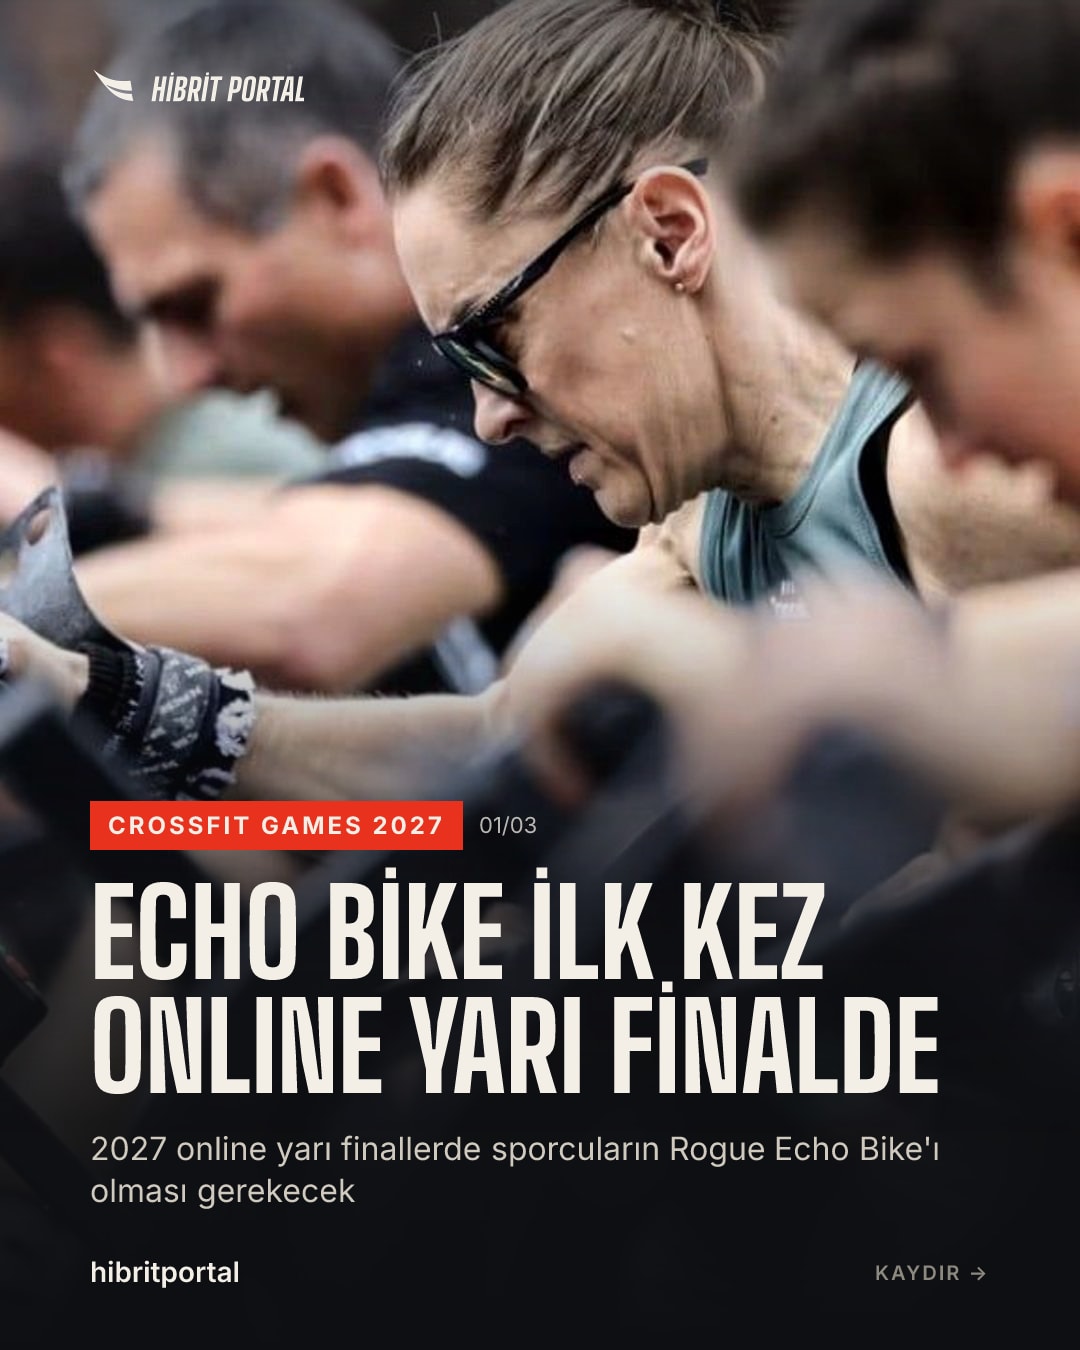 HİBRİT PORTAL
CROSSFIT GAMES 2027 01/03
ECHO BİKE İLK KEZ
ONLINE YARI FİNALDE
2027 online yarı finallerde sporcuların Rogue Echo Bike'ı
olması gerekecek
hibritportal KAYDIR →